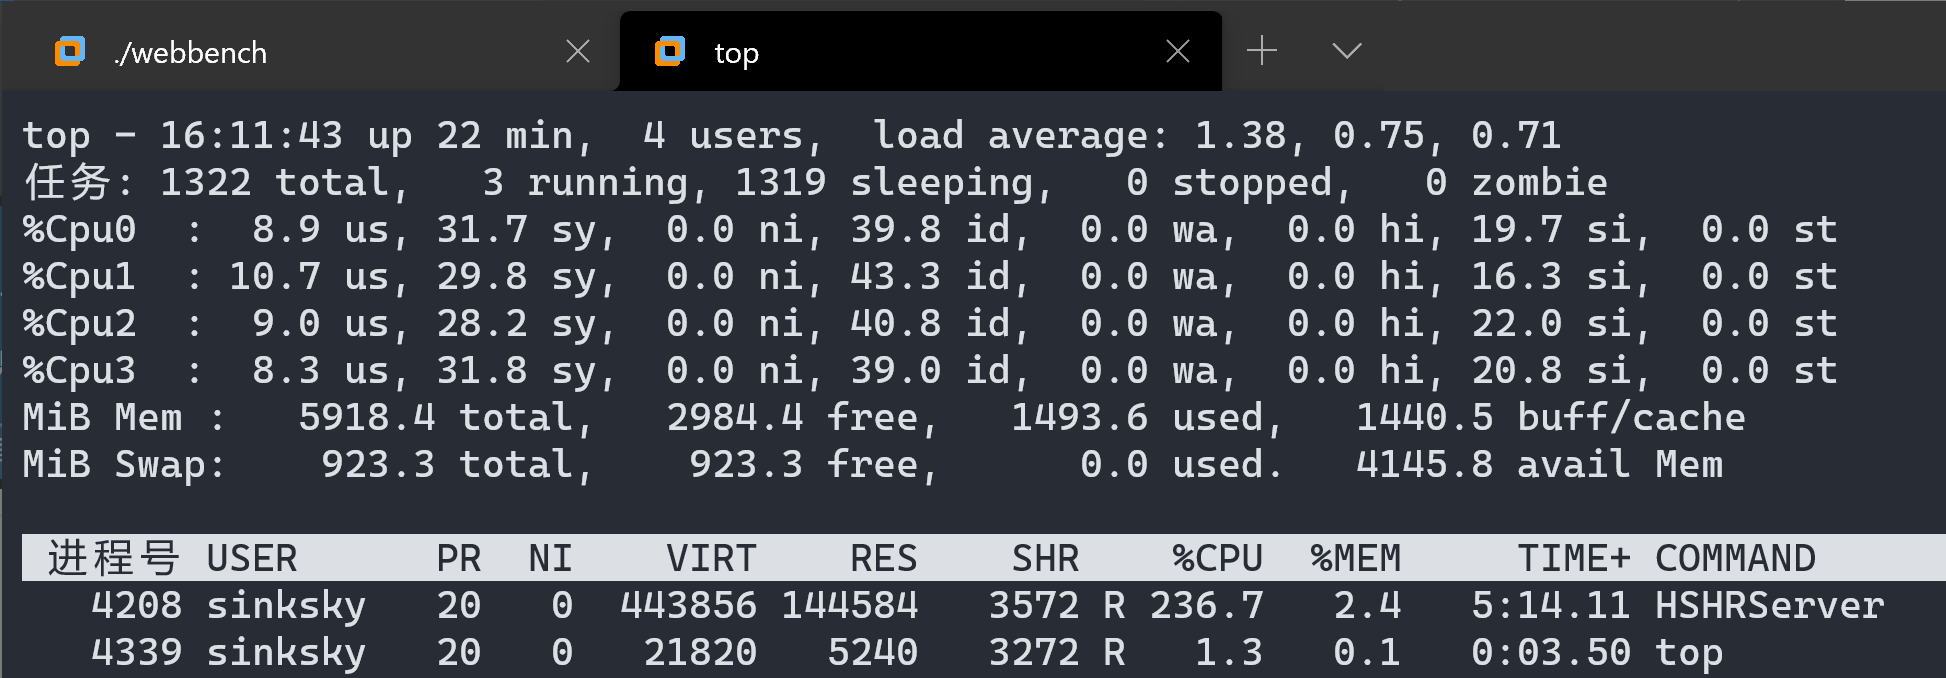 ./webbench top
top - 16:11:43 up 22 min,  4 users,  load average: 1.38, 0.75, 0.71
任务: 1322 total,   3 running, 1319 sleeping,   0 stopped,   0 zombie
%Cpu0  :  8.9 us, 31.7 sy,  0.0 ni, 39.8 id,  0.0 wa,  0.0 hi, 19.7 si,  0.0 st
%Cpu1  : 10.7 us, 29.8 sy,  0.0 ni, 43.3 id,  0.0 wa,  0.0 hi, 16.3 si,  0.0 st
%Cpu2  :  9.0 us, 28.2 sy,  0.0 ni, 40.8 id,  0.0 wa,  0.0 hi, 22.0 si,  0.0 st
%Cpu3  :  8.3 us, 31.8 sy,  0.0 ni, 39.0 id,  0.0 wa,  0.0 hi, 20.8 si,  0.0 st
MiB Mem :   5918.4 total,   2984.4 free,   1493.6 used,   1440.5 buff/cache
MiB Swap:    923.3 total,    923.3 free,      0.0 used.   4145.8 avail Mem
进程号 USER      PR  NI    VIRT    RES    SHR    %CPU  %MEM     TIME+ COMMAND
4208 sinksky   20   0  443856 144584   3572 R 236.7   2.4   5:14.11 HSHRServer
4339 sinksky   20   0   21820   5240   3272 R   1.3   0.1   0:03.50 top